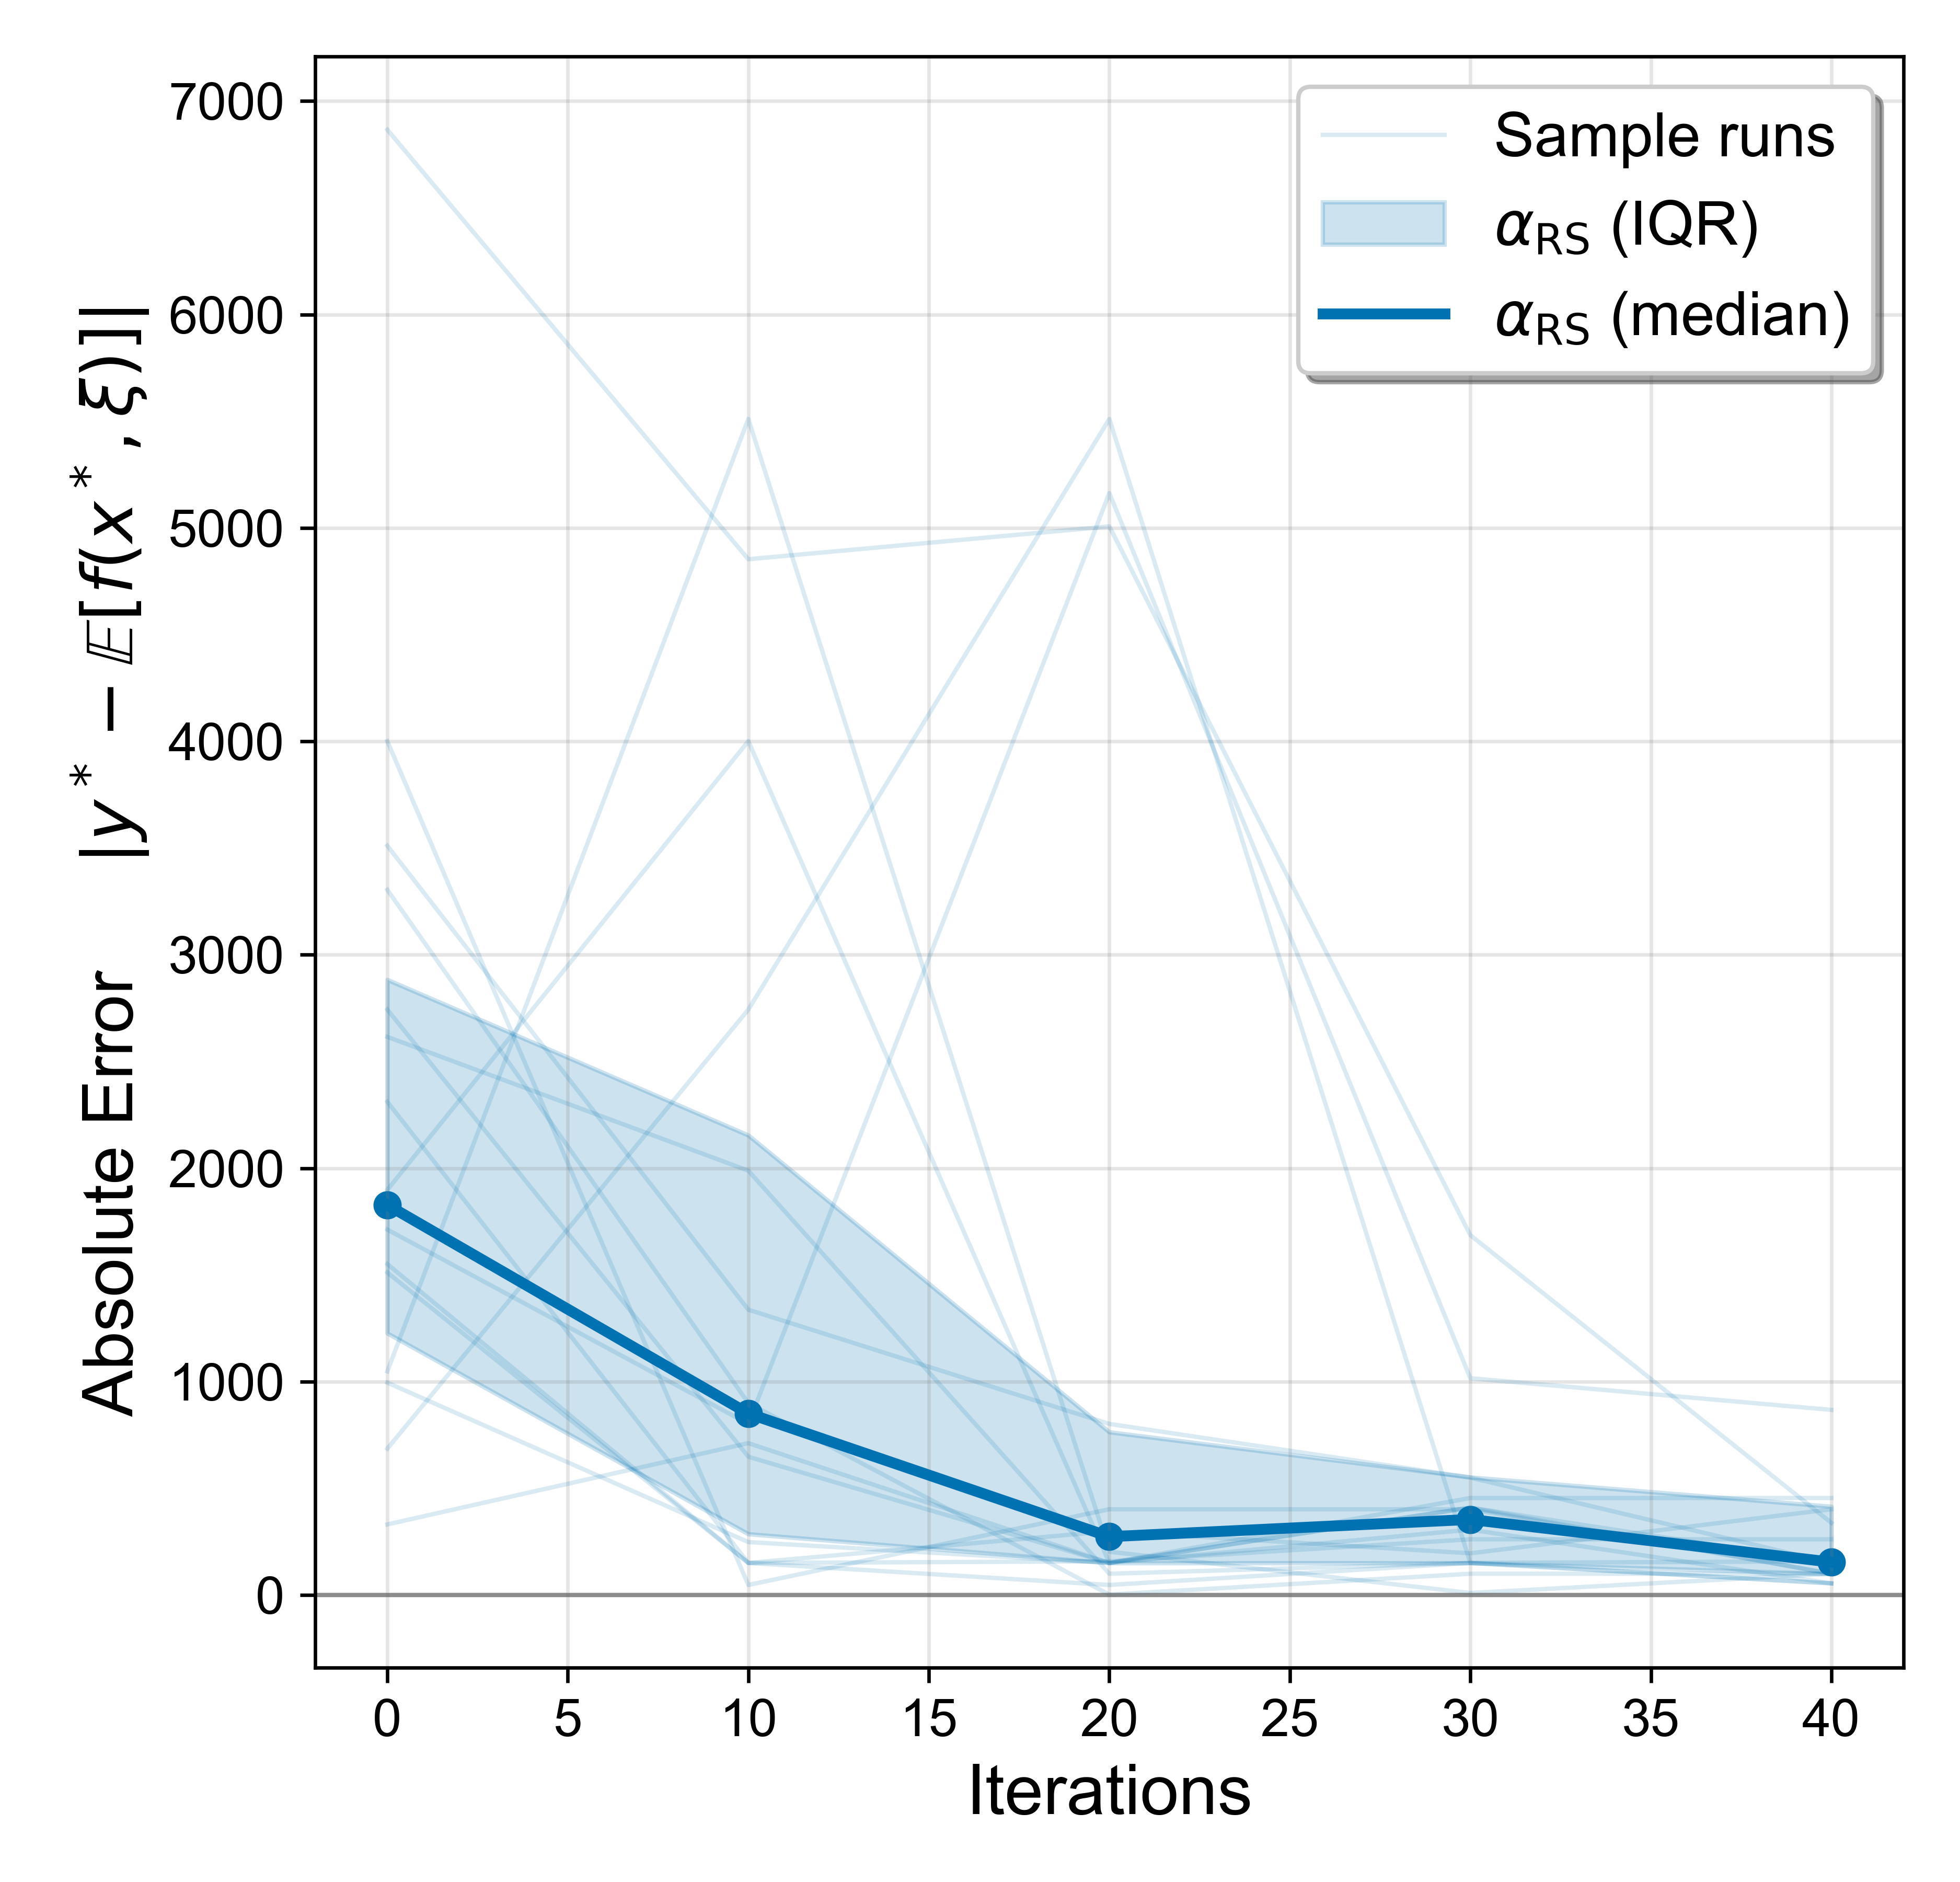 7000
6000
5000
4000
3000
2000
1000
0
0 5 10 15 20 25 30 35 40
Iterations
Absolute Error |y* − 𝔼[f(x*, ξ)]|
Sample runs
α_RS (IQR)
α_RS (median)